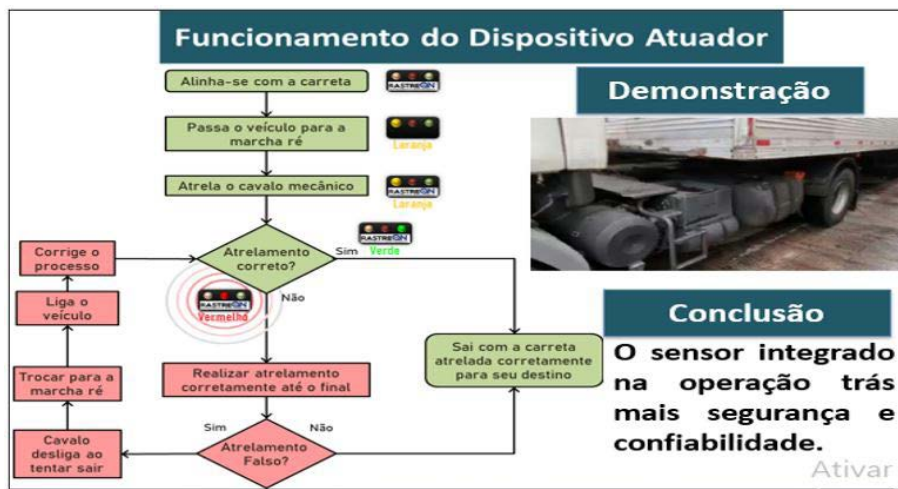 Funcionamento do Dispositivo Atuador
Alinha-se com a carreta
RASTREON
Passa o veículo para a
marcha ré
Laranja
Atrela o cavalo mecânico
RASTREON
Laranja
Atrelamento
correto?
Sim
RASTREON
Verde
Não
RASTREON
Vermelho
Corrige o
processo
Liga o
veículo
Trocar para a
marcha ré
Cavalo
desliga ao
tentar sair
Realizar atrelamento
corretamente até o final
Sim
Não
Atrelamento
Falso?
Sai com a carreta
atrelada corretamente
para seu destino
Demonstração
Conclusão
O sensor integrado
na operação trás
mais segurança e
confiabilidade.
Ativar